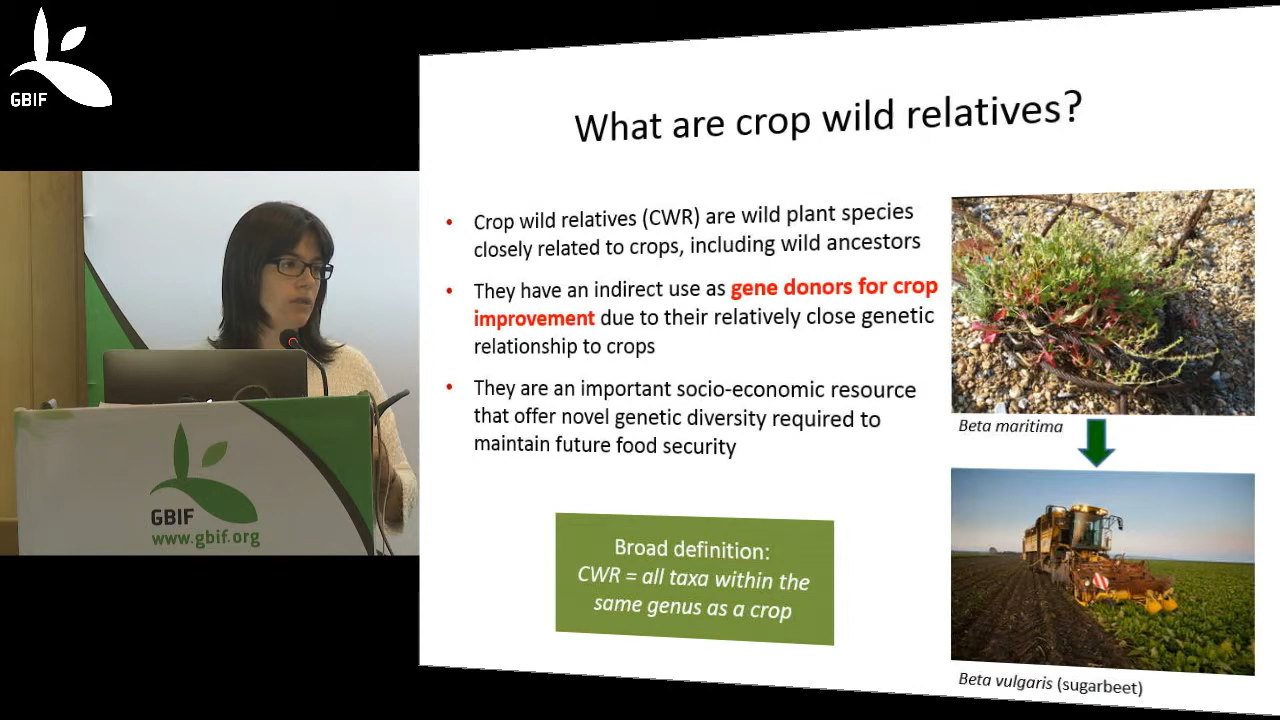 GBIF
What are crop wild relatives?
• Crop wild relatives (CWR) are wild plant species
closely related to crops, including wild ancestors
• They have an indirect use as gene donors for crop
improvement due to their relatively close genetic
relationship to crops
• They are an important socio-economic resource
that offer novel genetic diversity required to
maintain future food security
Beta maritima
Broad definition:
CWR = all taxa within the
same genus as a crop
Beta vulgaris (sugarbeet)
GBIF
www.gbif.org